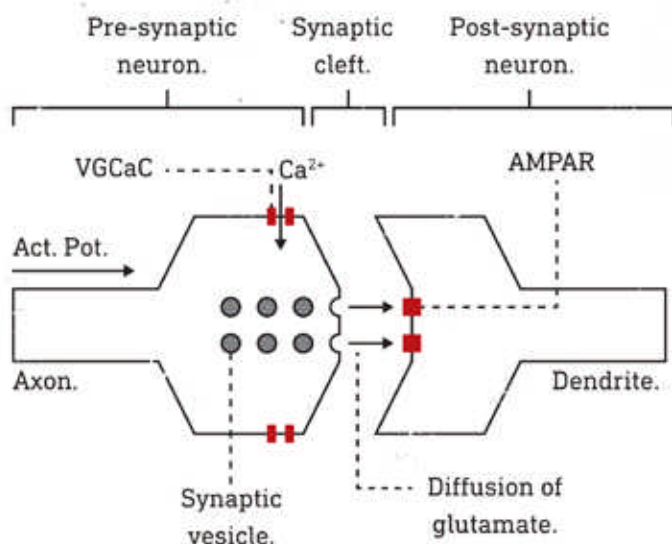 Pre-synaptic
neuron.
Synaptic
cleft.
Post-synaptic
neuron.
VGCaC
Ca²⁺
AMPAR
Act. Pot.
Axon.
Dendrite.
Synaptic
vesicle.
Diffusion of
glutamate.